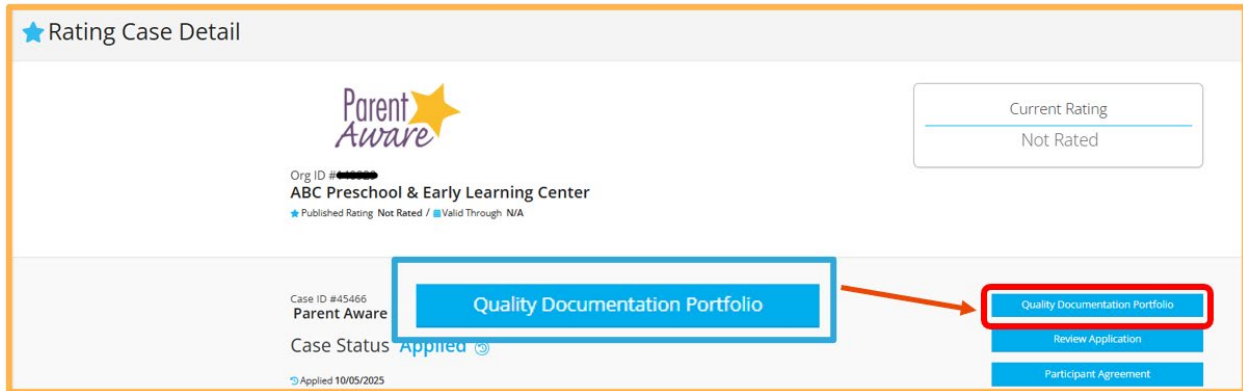 Rating Case Detail
Parent
Aware
Current Rating
Not Rated
Org ID #
ABC Preschool & Early Learning Center
Published Rating Not Rated / Valid Through N/A
Case ID #45466
Parent Aware
Case Status Applied
Applied 10/05/2025
Quality Documentation Portfolio
Quality Documentation Portfolio
Review Application
Participant Agreement